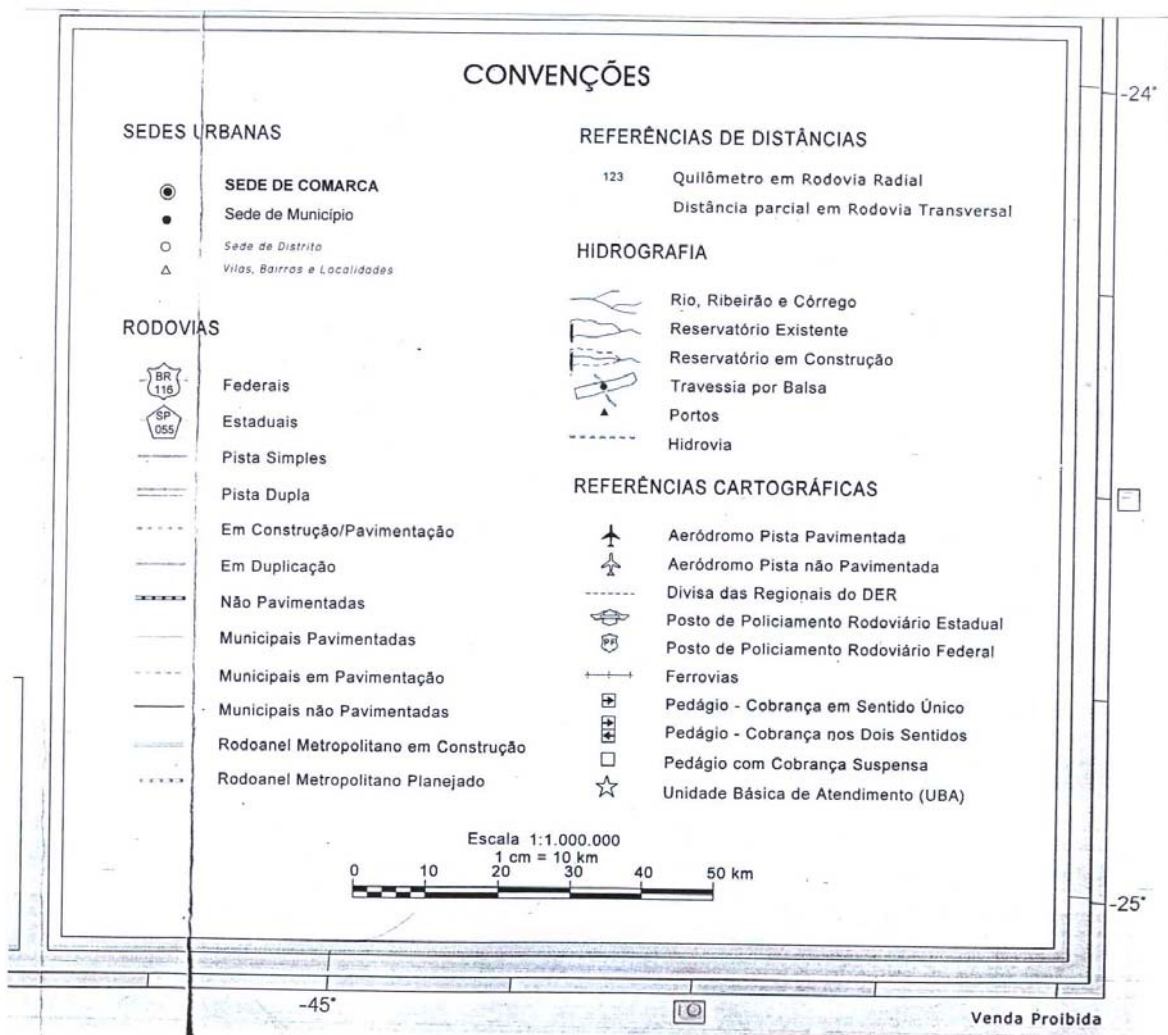 CONVENÇÕES
SEDES URBANAS
SEDE DE COMARCA
Sede de Município
Sede de Distrito
Vilas, Bairros e Localidades
RODOVIAS
BR
116
Federais
SP
055
Estaduais
Pista Simples
Pista Dupla
Em Construção/Pavimentação
Em Duplicação
Não Pavimentadas
Municipais Pavimentadas
Municipais em Pavimentação
Municipais não Pavimentadas
Rodoanel Metropolitano em Construção
Rodoanel Metropolitano Planejado
REFERÊNCIAS DE DISTÂNCIAS
123 Quilômetro em Rodovia Radial
Distância parcial em Rodovia Transversal
HIDROGRAFIA
Rio, Ribeirão e Córrego
Reservatório Existente
Reservatório em Construção
Travessia por Balsa
Portos
Hidrovia
REFERÊNCIAS CARTOGRÁFICAS
Aeródromo Pista Pavimentada
Aeródromo Pista não Pavimentada
Divisa das Regionais do DER
Posto de Policiamento Rodoviário Estadual
PF Posto de Policiamento Rodoviário Federal
Ferrovias
Pedágio - Cobrança em Sentido Único
Pedágio - Cobrança nos Dois Sentidos
Pedágio com Cobrança Suspensa
Unidade Básica de Atendimento (UBA)
Escala 1:1.000.000
1 cm = 10 km
0 10 20 30 40 50 km
-24°
-25°
-45°
Venda Proibida